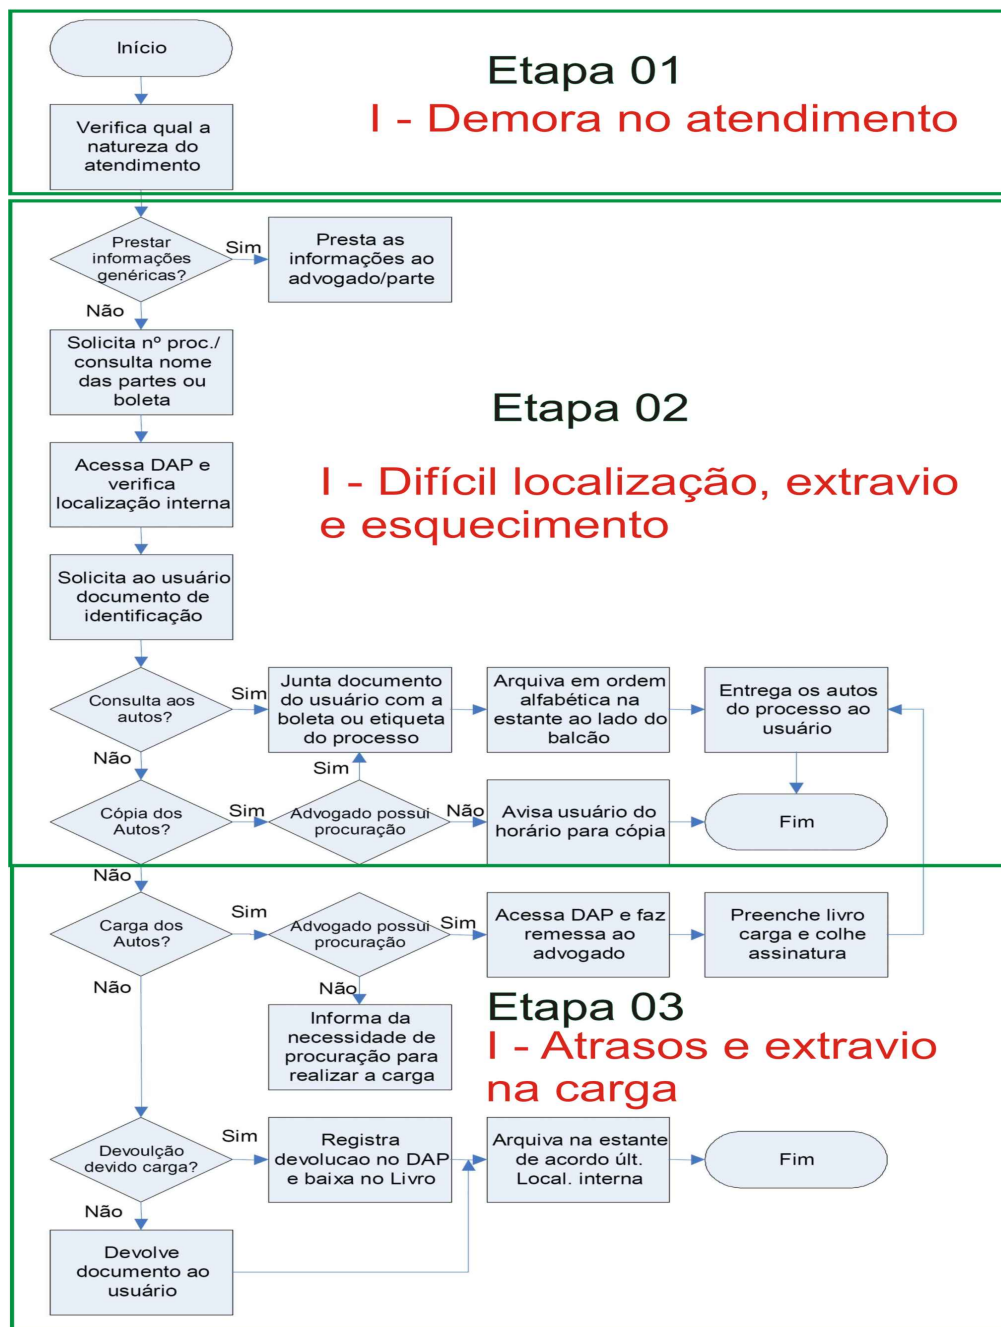 Início
Etapa 01
I - Demora no atendimento
Verifica qual a
natureza do
atendimento
Prestar
informações
genéricas?
Sim
Presta as
informações ao
advogado/parte
Não
Solicita nº proc./
consulta nome
das partes ou
boleta
Etapa 02
Acessa DAP e
verifica
localização interna
I - Difícil localização, extravio
e esquecimento
Solicita ao usuário
documento de
identificação
Consulta aos
autos?
Sim
Junta documento
do usuário com a
boleta ou etiqueta
do processo
Arquiva em ordem
alfabética na
estante ao lado do
balcão
Entrega os autos
do processo ao
usuário
Não
Sim
Cópia dos
Autos?
Sim
Advogado possui
procuração
Não
Avisa usuário do
horário para cópia
Fim
Não
Carga dos
Autos?
Sim
Advogado possui
procuração
Sim
Acessa DAP e faz
remessa ao
advogado
Preenche livro
carga e colhe
assinatura
Não
Não
Informa da
necessidade de
procuração para
realizar a carga
Etapa 03
I - Atrasos e extravio
na carga
Devoulção
devido carga?
Sim
Registra
devolucao no DAP
e baixa no Livro
Arquiva na estante
de acordo últ.
Local. interna
Fim
Não
Devolve
documento ao
usuário